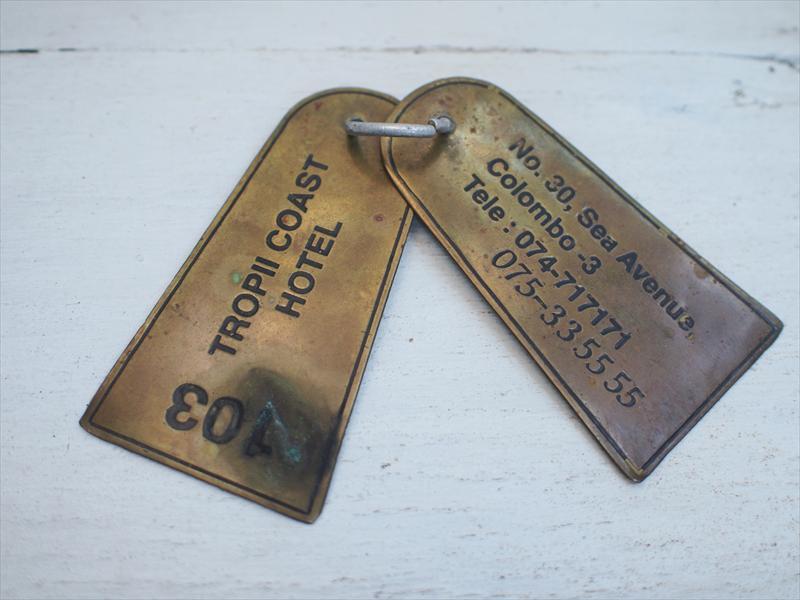 TROPII COAST
HOTEL
103
No. 30, Sea Avenue,
Colombo -3
Tele : 074-717171
075-335555